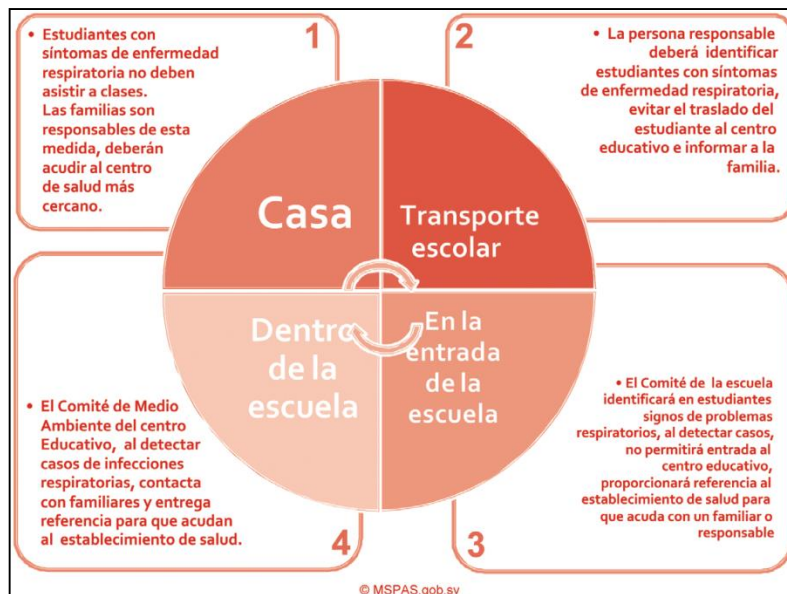 1
• Estudiantes con
síntomas de enfermedad
respiratoria no deben
asistir a clases.
Las familias son
responsables de esta
medida, deberán
acudir al centro
de salud más
cercano.
2
• La persona responsable
deberá identificar
estudiantes con síntomas
de enfermedad respiratoria,
evitar el traslado del
estudiante al centro
educativo e informar a la
familia.
Casa
Transporte
escolar
Dentro
de la
escuela
En la
entrada
de la
escuela
• El Comité de Medio
Ambiente del centro
Educativo, al detectar
casos de infecciones
respiratorias, contacta
con familiares y entrega
referencia para que acudan
al establecimiento de salud.
4
• El Comité de la escuela
identificará en estudiantes
signos de problemas
respiratorios, al detectar casos,
no permitirá entrada al
centro educativo,
proporcionará referencia al
establecimiento de salud para
que acuda con un familiar o
responsable
3
© MSPAS.gob.sv